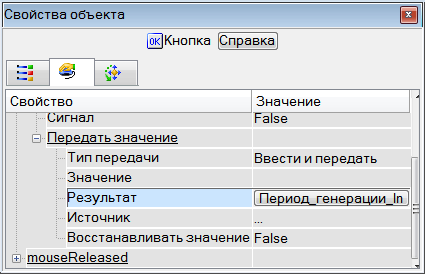 Свойства объекта
OK Кнопка Справка
Свойство Значение
Сигнал False
Передать значение
Тип передачи Ввести и передать
Значение
Результат Период_генерации_In
Источник ...
Восстанавливать значение False
mouseReleased